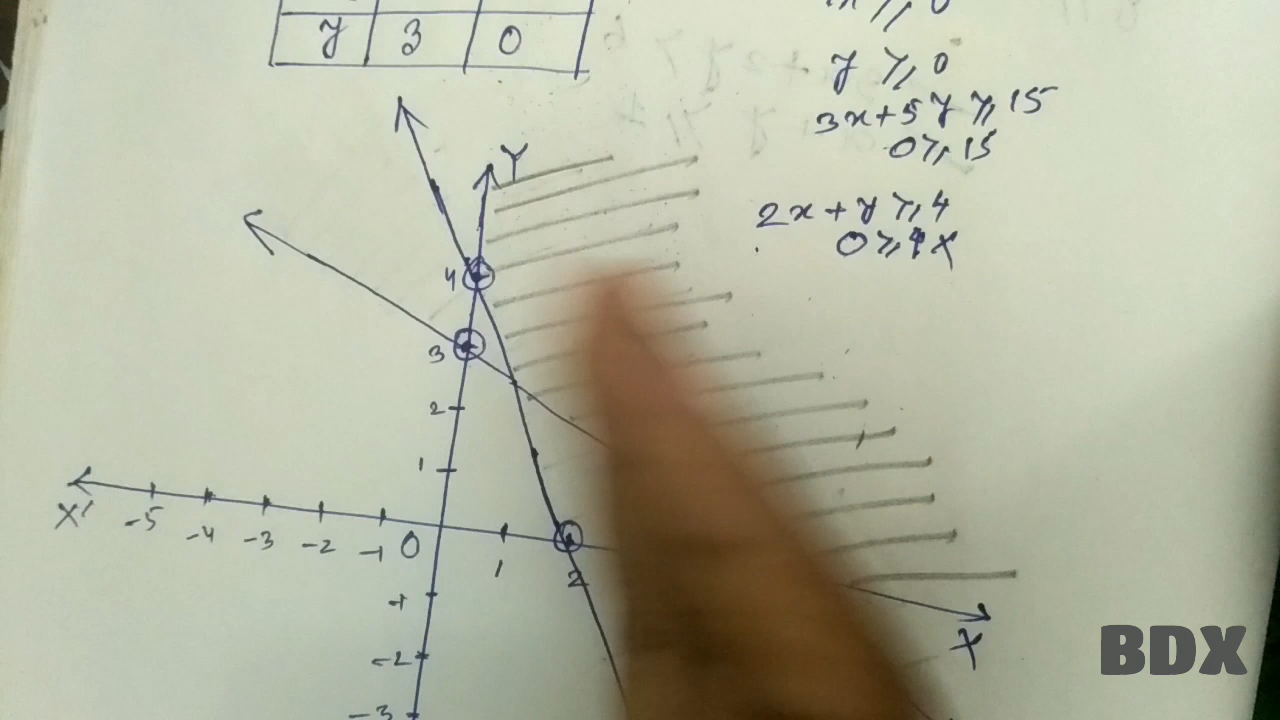 y 3 0
x ⩾ 0
y ⩾ 0
3x+5y ⩾ 15
0 ⩾ 15
2x + y ⩾ 4
0 ⩾ 4 x
Y
4
3
2
1
X' -5 -4 -3 -2 -1 0 1 2
X
-1
-2
-3
BDX